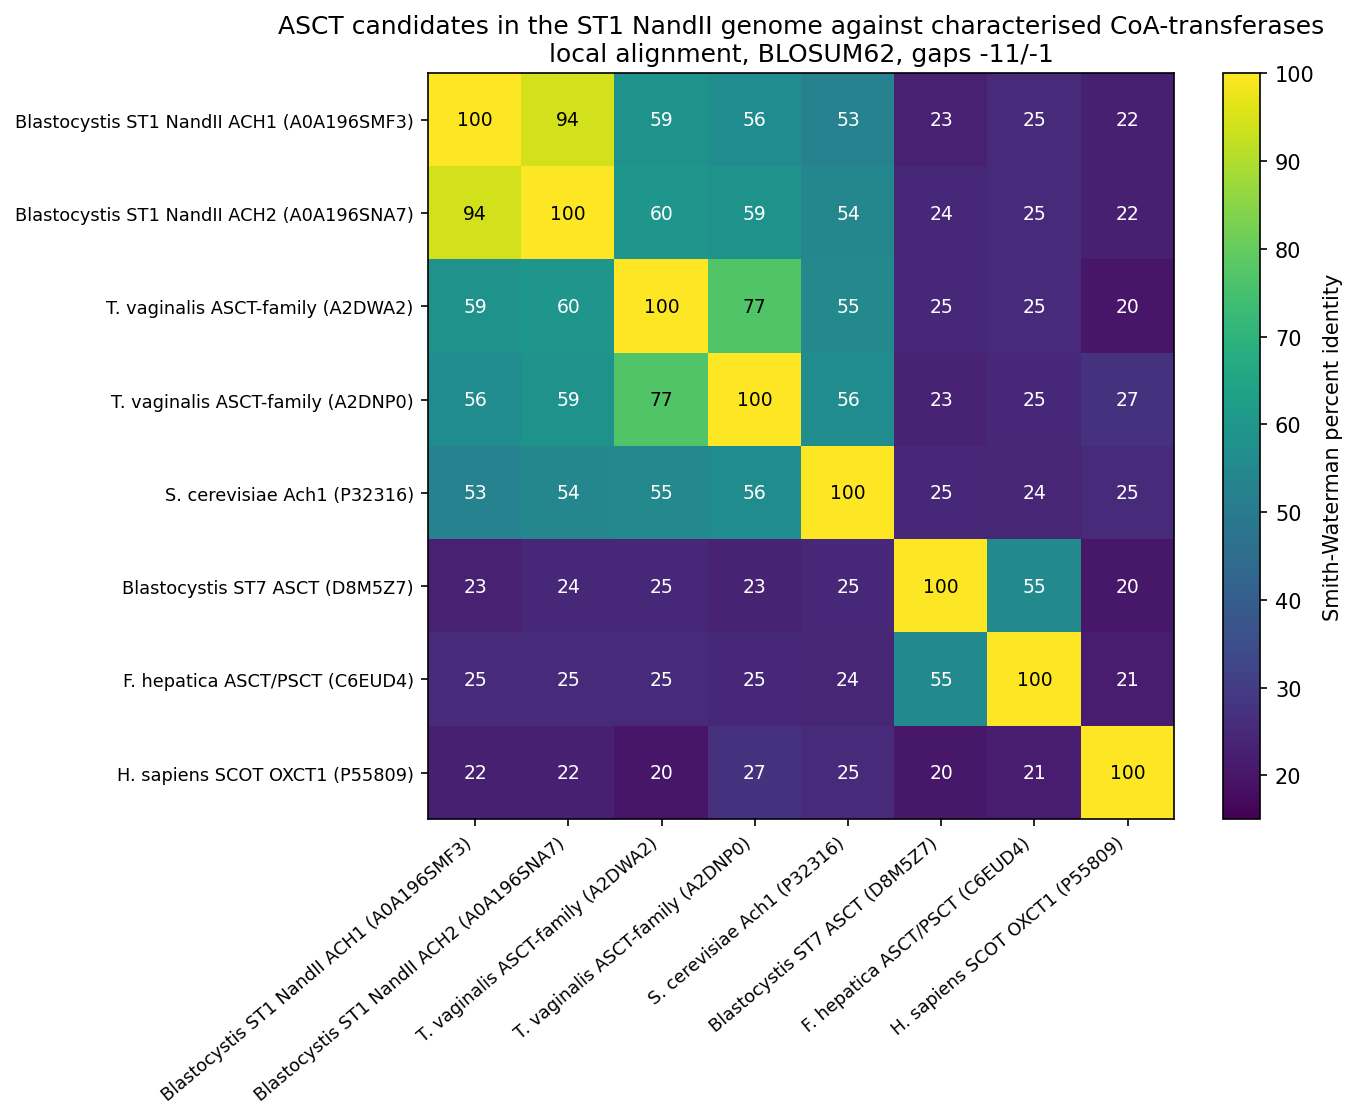 ASCT candidates in the ST1 NandII genome against characterised CoA-transferases
local alignment, BLOSUM62, gaps -11/-1
Blastocystis ST1 NandII ACH1 (A0A196SMF3)
100 94 59 56 53 23 25 22
Blastocystis ST1 NandII ACH2 (A0A196SNA7)
94 100 60 59 54 24 25 22
T. vaginalis ASCT-family (A2DWA2)
59 60 100 77 55 25 25 20
T. vaginalis ASCT-family (A2DNP0)
56 59 77 100 56 23 25 27
S. cerevisiae Ach1 (P32316)
53 54 55 56 100 25 24 25
Blastocystis ST7 ASCT (D8M5Z7)
23 24 25 23 25 100 55 20
F. hepatica ASCT/PSCT (C6EUD4)
25 25 25 25 24 55 100 21
H. sapiens SCOT OXCT1 (P55809)
22 22 20 27 25 20 21 100
Blastocystis ST1 NandII ACH1 (A0A196SMF3)
Blastocystis ST1 NandII ACH2 (A0A196SNA7)
T. vaginalis ASCT-family (A2DWA2)
T. vaginalis ASCT-family (A2DNP0)
S. cerevisiae Ach1 (P32316)
Blastocystis ST7 ASCT (D8M5Z7)
F. hepatica ASCT/PSCT (C6EUD4)
H. sapiens SCOT OXCT1 (P55809)
100
90
80
70
60
50
40
30
20
Smith-Waterman percent identity